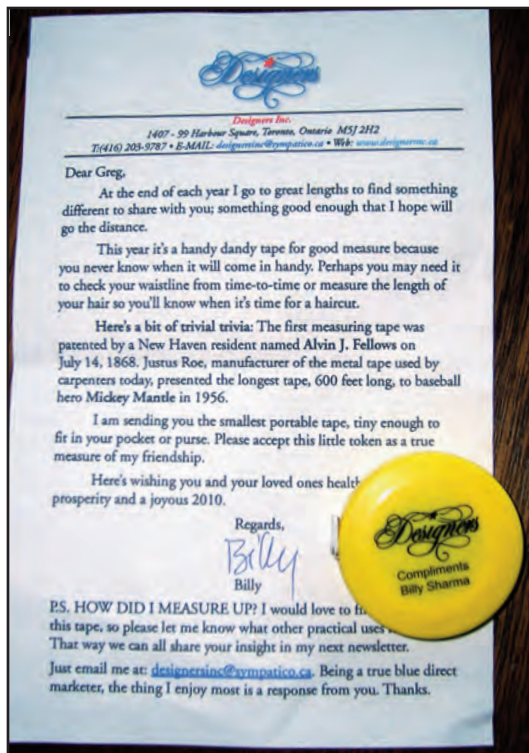 Designers
Designers Inc.
1407 - 99 Harbour Square, Toronto, Ontario M5J 2H2
T:(416) 203-9787 • E-MAIL: designersinc@sympatico.ca • Web: www.designersinc.ca
Dear Greg,
At the end of each year I go to great lengths to find something
different to share with you; something good enough that I hope will
go the distance.
This year it's a handy dandy tape for good measure because
you never know when it will come in handy. Perhaps you may need it
to check your waistline from time-to-time or measure the length of
your hair so you'll know when it's time for a haircut.
Here's a bit of trivial trivia: The first measuring tape was
patented by a New Haven resident named Alvin J. Fellows on
July 14, 1868. Justus Roe, manufacturer of the metal tape used by
carpenters today, presented the longest tape, 600 feet long, to baseball
hero Mickey Mantle in 1956.
I am sending you the smallest portable tape, tiny enough to
fit in your pocket or purse. Please accept this little token as a true
measure of my friendship.
Here's wishing you and your loved ones
prosperity and a joyous 2010.
Regards,
Billy
Billy
Designers
Compliments
Billy Sharma
P.S. HOW DID I MEASURE UP? I would love to
this tape, so please let me know what other practical uses
That way we can all share your insight in my next newsletter.
Just email me at: designersinc@sympatico.ca. Being a true blue direct
marketer, the thing I enjoy most is a response from you. Thanks.